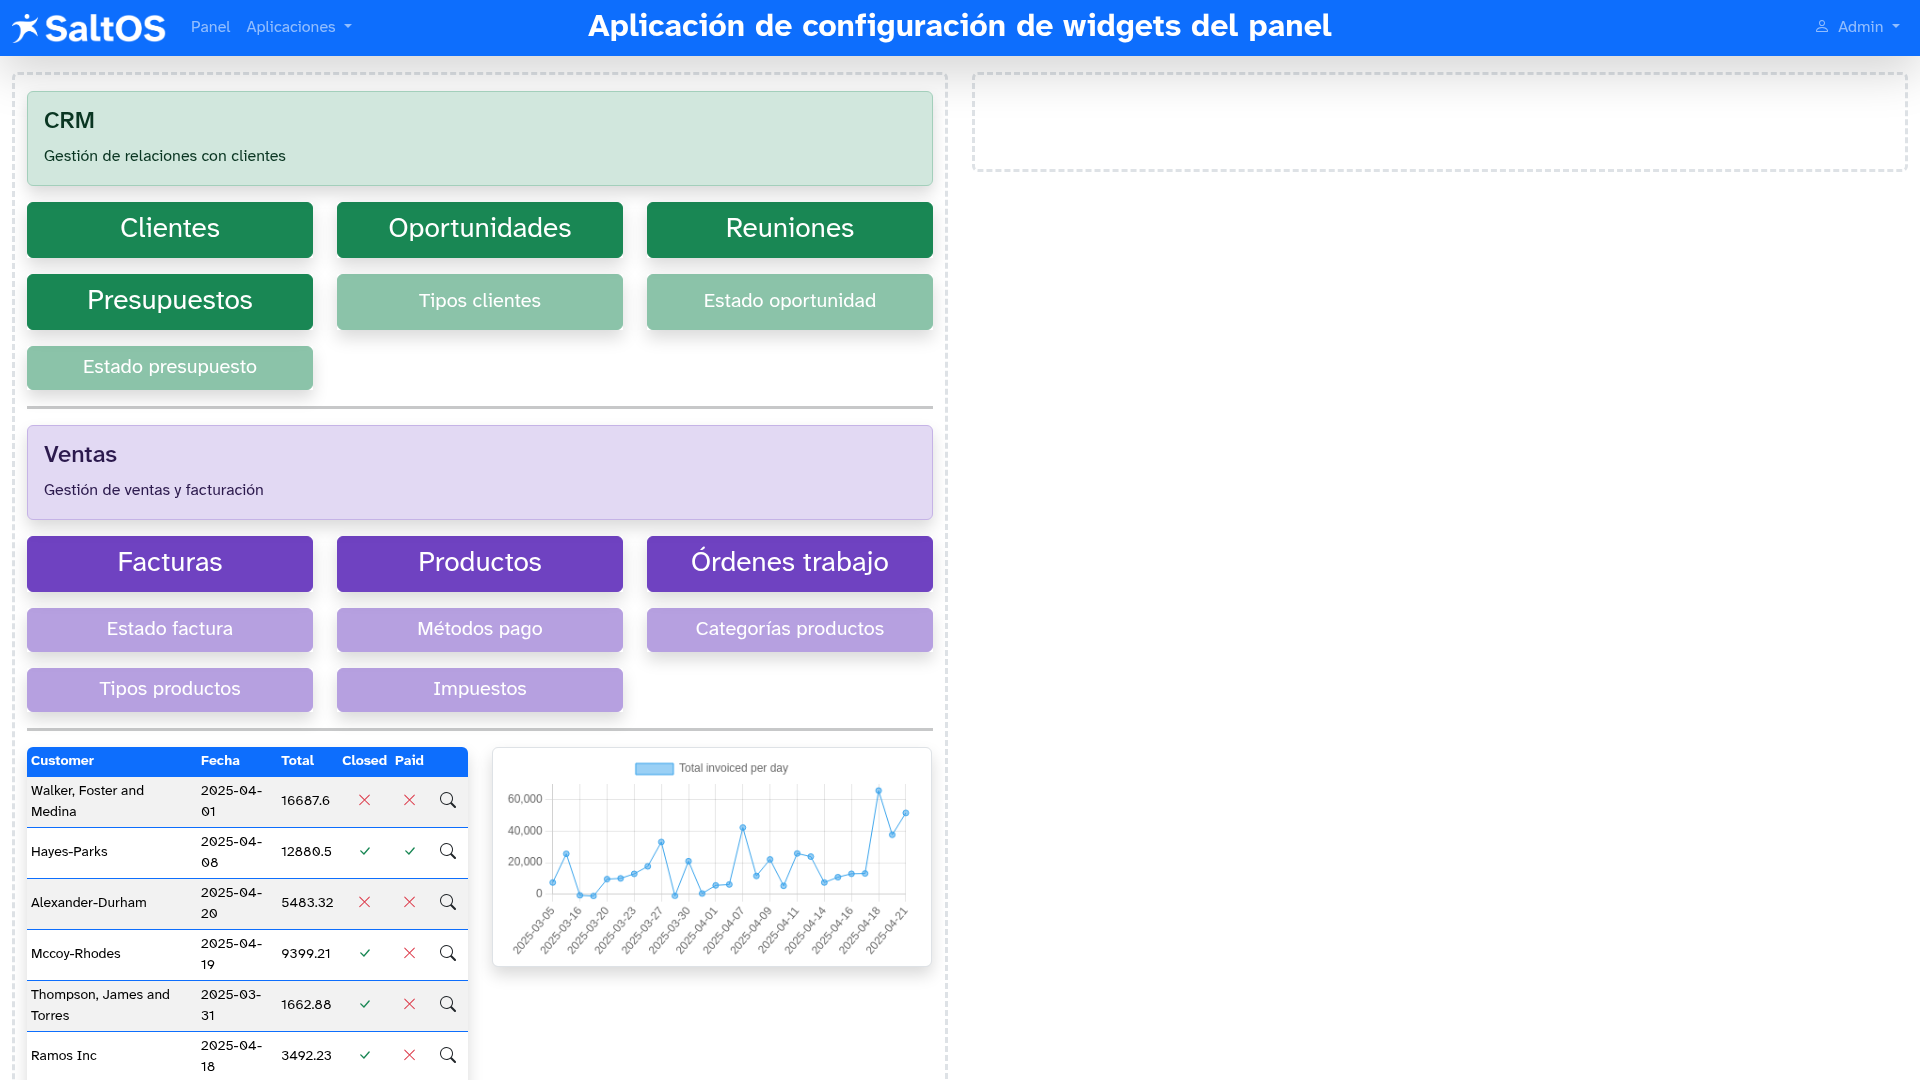 SaltOS Panel Aplicaciones Aplicación de configuración de widgets del panel Admin
CRM
Gestión de relaciones con clientes
Clientes Oportunidades Reuniones
Presupuestos Tipos clientes Estado oportunidad
Estado presupuesto
Ventas
Gestión de ventas y facturación
Facturas Productos Órdenes trabajo
Estado factura Métodos pago Categorías productos
Tipos productos Impuestos
Customer Fecha Total Closed Paid
Walker, Foster and
Medina
2025-04-
01
16687.6
Hayes-Parks
2025-04-
08
12880.5
Alexander-Durham
2025-04-
20
5483.32
Mccoy-Rhodes
2025-04-
19
9399.21
Thompson, James and
Torres
2025-03-
31
1662.88
Ramos Inc
2025-04-
18
3492.23
Total invoiced per day
60,000
40,000
20,000
0
2025-03-05
2025-03-16
2025-03-20
2025-03-23
2025-03-27
2025-03-30
2025-04-01
2025-04-07
2025-04-09
2025-04-11
2025-04-14
2025-04-16
2025-04-18
2025-04-21